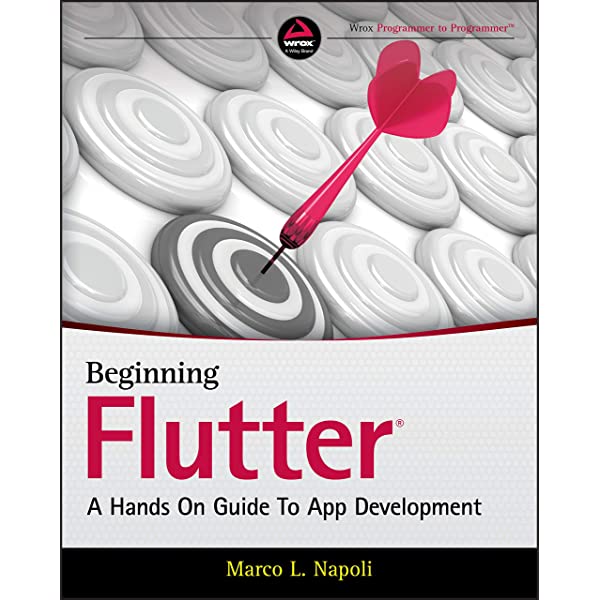 Wrox Programmer to Programmer™
wrox
A Wiley Brand
Beginning
Flutter®
A Hands On Guide To App Development
Marco L. Napoli